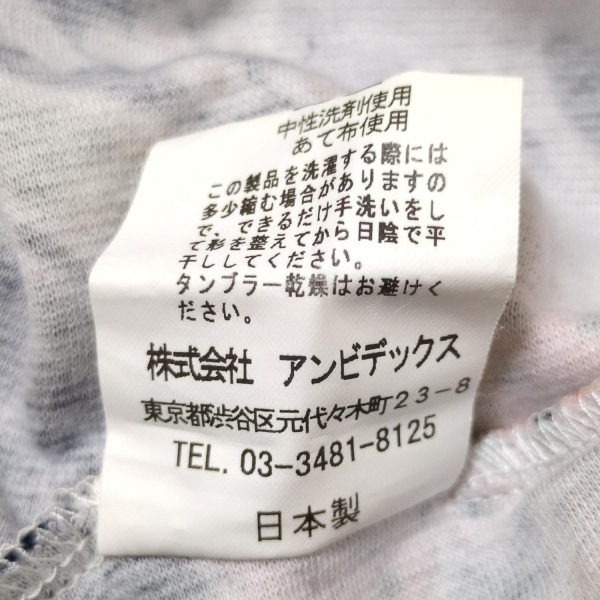 中性洗剤使用
あて布使用
この製品を洗濯する際には
多少縮む場合がありますの
で、できるだけ手洗いをし
て彩を整えてから日陰で平
干ししてください。
タンブラー乾燥はお避けく
ださい。
株式会社 アンビデックス
東京都渋谷区元代々木町23-8
TEL. 03-3481-8125
日本製